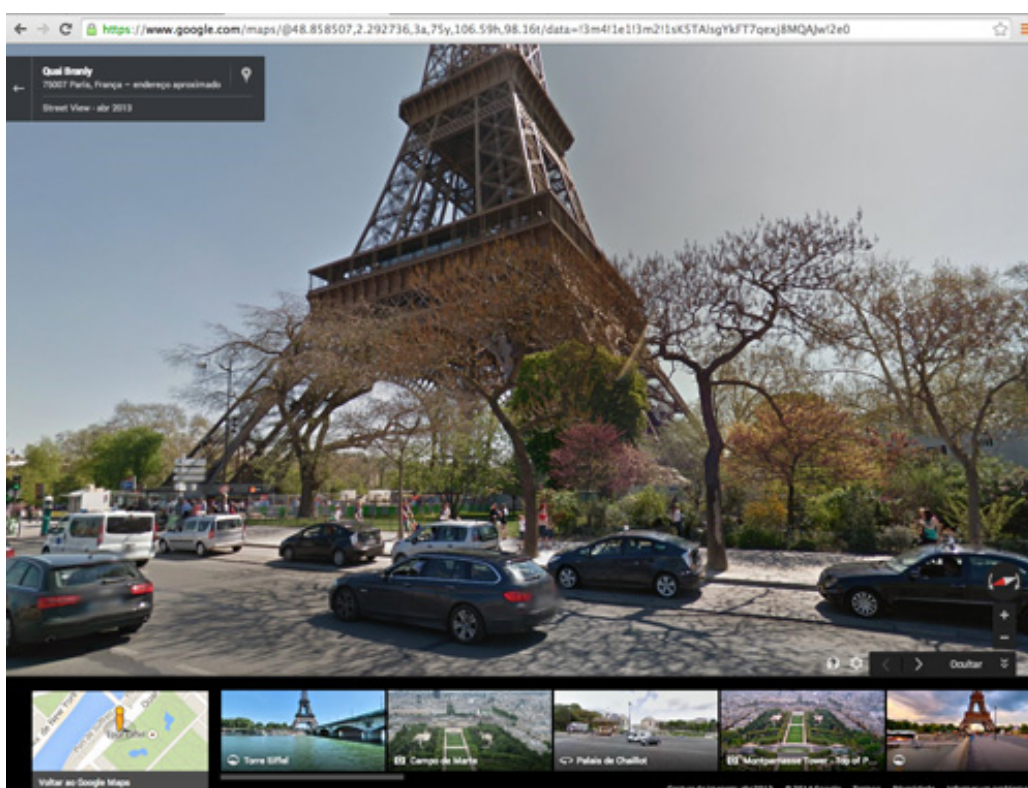 https://www.google.com/maps/@48.858507,2.292736,3a,75y,106.59h,98.16t/data=!3m4!1e1!3m2!1sK5TAlsgYkFT7qexj8MQAJw!2e0
Quai Branly
75007 Paris, França – endereço aproximado
Street View - abr 2013
Ocultar
Torre Eiffel
Campo de Marte
Palais de Chaillot
Montparnasse Tower - Top of P...
Voltar ao Google Maps